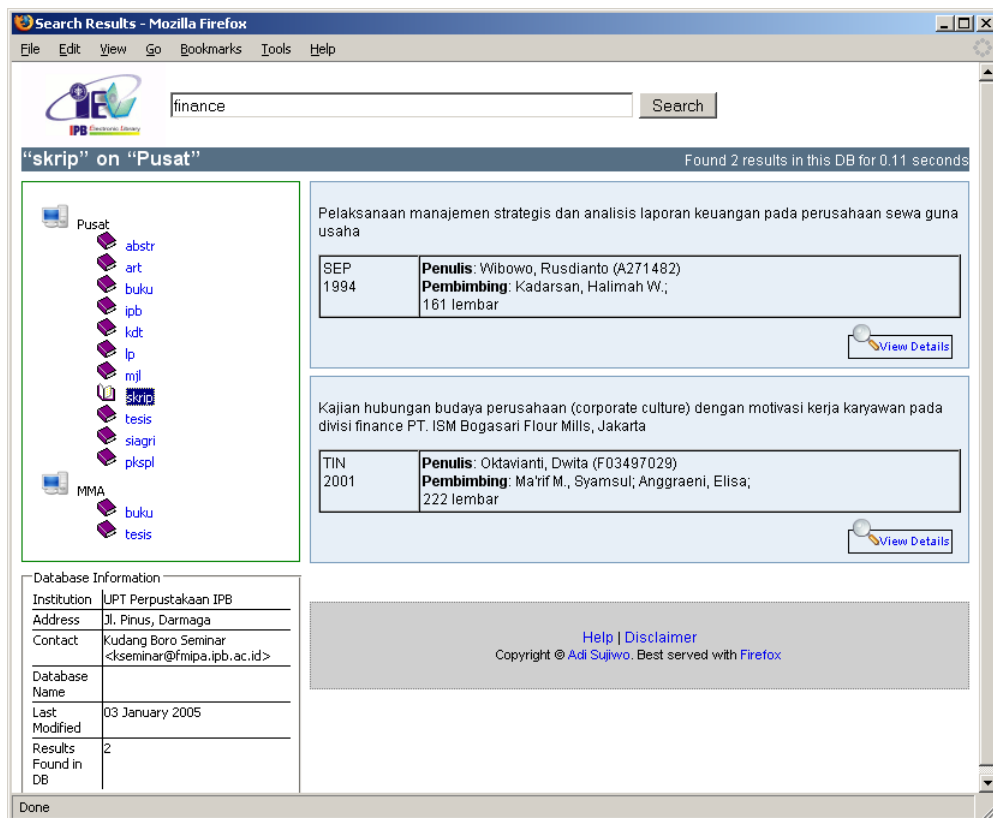 Search Results - Mozilla Firefox
File Edit View Go Bookmarks Tools Help
IPB Electronic Library
finance
Search
“skrip” on “Pusat”
Found 2 results in this DB for 0.11 seconds
Pusat
abstr
art
buku
ipb
kdt
lp
mjl
skrip
tesis
siagri
pkspl
MMA
buku
tesis
Database Information
Institution UPT Perpustakaan IPB
Address Jl. Pinus, Darmaga
Contact Kudang Boro Seminar
<kseminar@fmipa.ipb.ac.id>
Database
Name
Last 03 January 2005
Modified
Results 2
Found in
DB
Pelaksanaan manajemen strategis dan analisis laporan keuangan pada perusahaan sewa guna
usaha
SEP Penulis: Wibowo, Rusdianto (A271482)
1994 Pembimbing: Kadarsan, Halimah W.;
161 lembar
View Details
Kajian hubungan budaya perusahaan (corporate culture) dengan motivasi kerja karyawan pada
divisi finance PT. ISM Bogasari Flour Mills, Jakarta
TIN Penulis: Oktavianti, Dwita (F03497029)
2001 Pembimbing: Ma'rif M., Syamsul; Anggraeni, Elisa;
222 lembar
View Details
Help | Disclaimer
Copyright © Adi Sujiwo. Best served with Firefox
Done